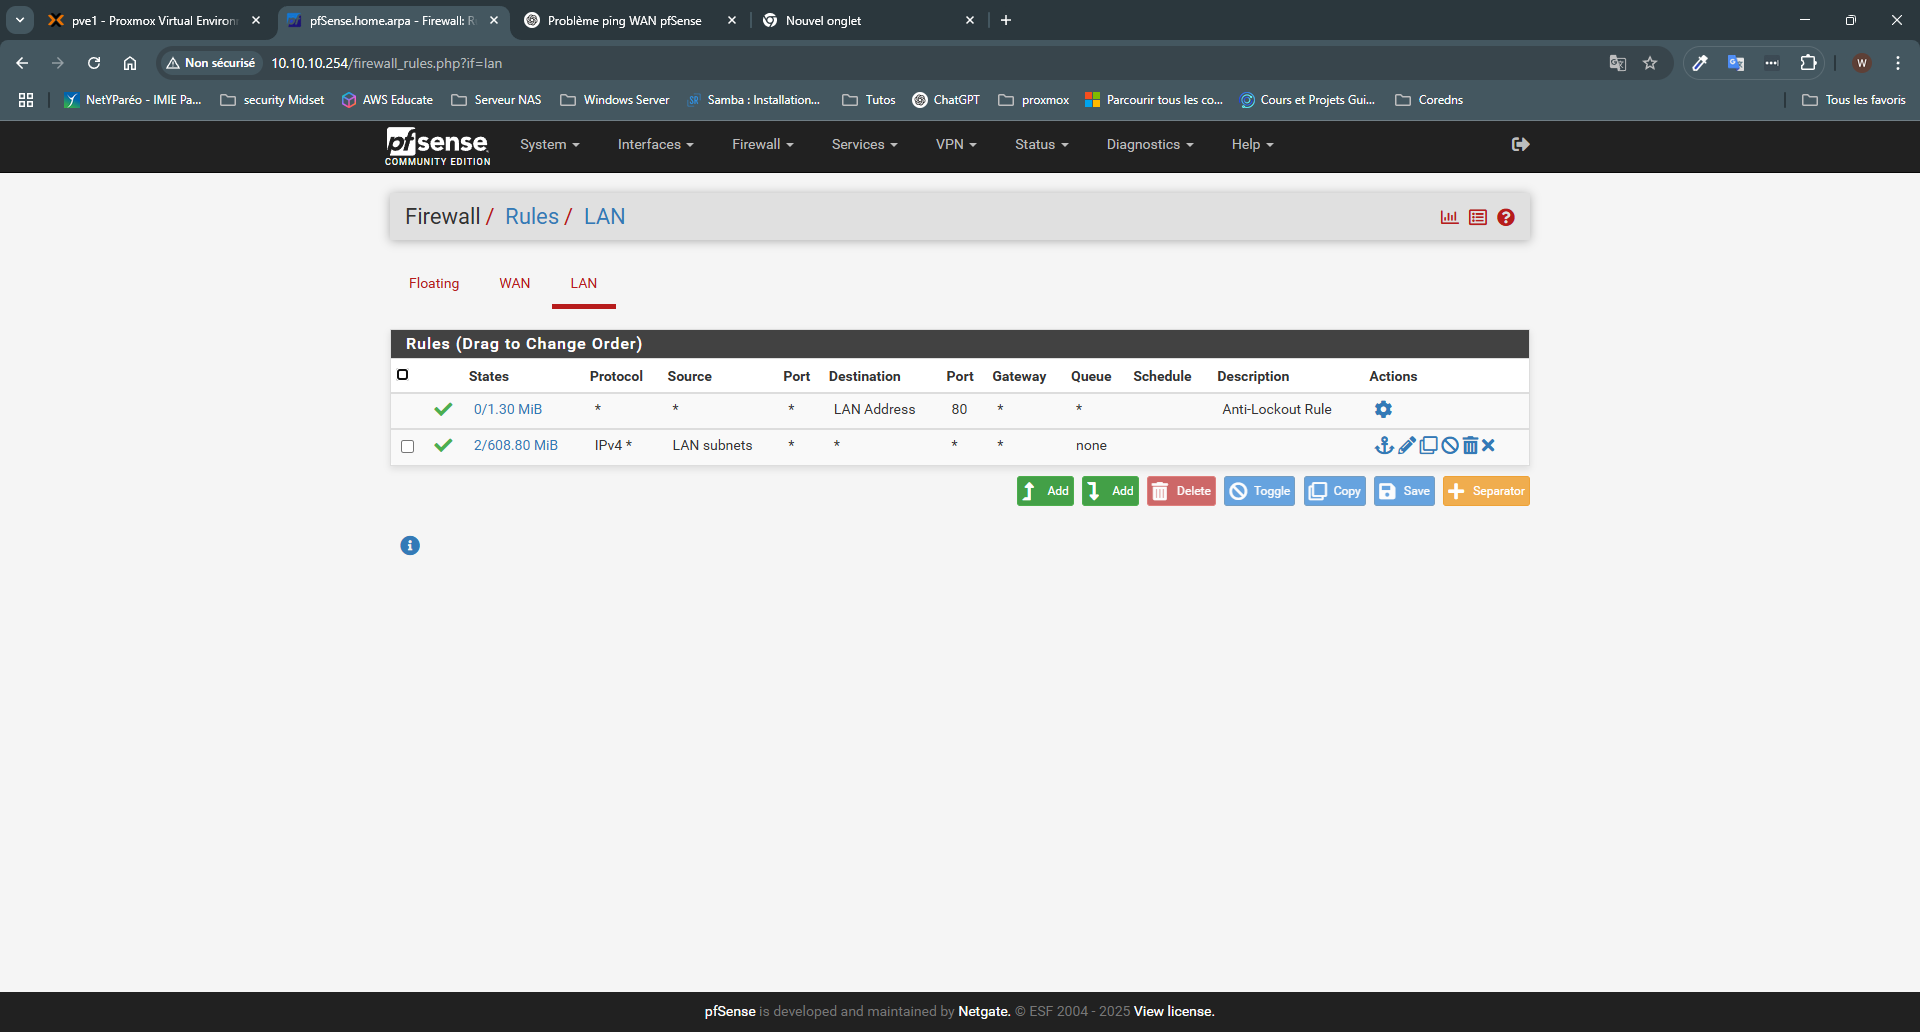 pve1 - Proxmox Virtual Environ
pfSense.home.arpa - Firewall: R
Problème ping WAN pfSense
Nouvel onglet
Non sécurisé
10.10.10.254/firewall_rules.php?if=lan
W
NetYParéo - IMIE Pa...
security Midset
AWS Educate
Serveur NAS
Windows Server
Samba : Installation...
Tutos
ChatGPT
proxmox
Parcourir tous les co...
Cours et Projets Gui...
Coredns
Tous les favoris
pfsense
COMMUNITY EDITION
System
Interfaces
Firewall
Services
VPN
Status
Diagnostics
Help
Firewall / Rules / LAN
Floating
WAN
LAN
Rules (Drag to Change Order)
States Protocol Source Port Destination Port Gateway Queue Schedule Description Actions
0/1.30 MiB * * * LAN Address 80 * * Anti-Lockout Rule
2/608.80 MiB IPv4 * LAN subnets * * * * none
Add
Add
Delete
Toggle
Copy
Save
Separator
pfSense is developed and maintained by Netgate. © ESF 2004 - 2025 View license.